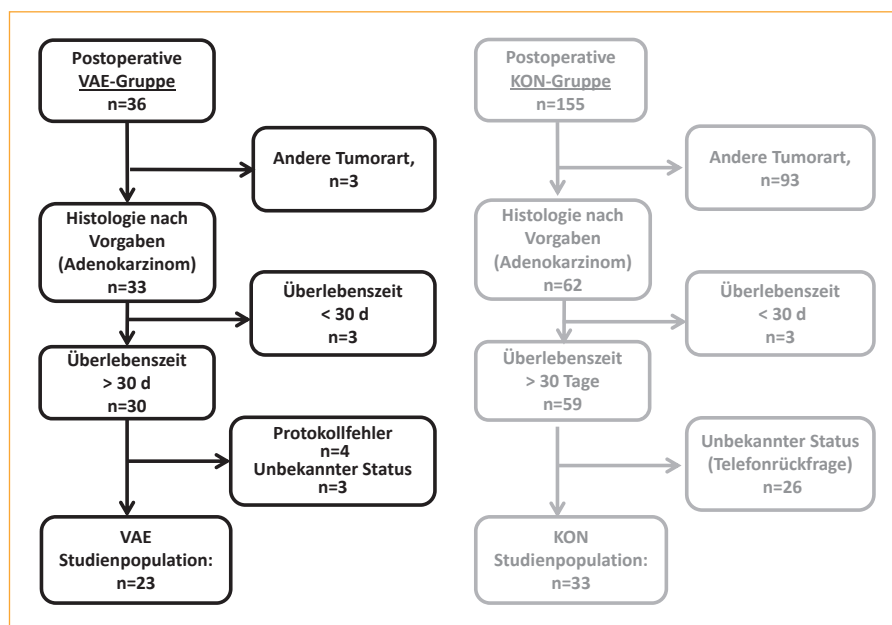 Postoperative
VAE-Gruppe
n=36
Andere Tumorart,
n=3
Histologie nach
Vorgaben
(Adenokarzinom)
n=33
Überlebenszeit
< 30 d
n=3
Überlebenszeit
> 30 d
n=30
Protokollfehler
n=4
Unbekannter Status
n=3
VAE
Studienpopulation:
n=23
Postoperative
KON-Gruppe
n=155
Andere Tumorart,
n=93
Histologie nach
Vorgaben
(Adenokarzinom)
n=62
Überlebenszeit
< 30 d
n=3
Überlebenszeit
> 30 Tage
n=59
Unbekannter Status
(Telefonrückfrage)
n=26
KON
Studienpopulation:
n=33